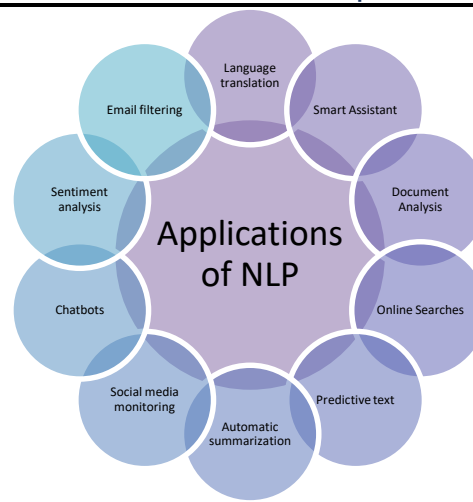 Language
translation
Email filtering
Smart Assistant
Sentiment
analysis
Document
Analysis
Applications
of NLP
Chatbots
Online Searches
Social media
monitoring
Predictive text
Automatic
summarization